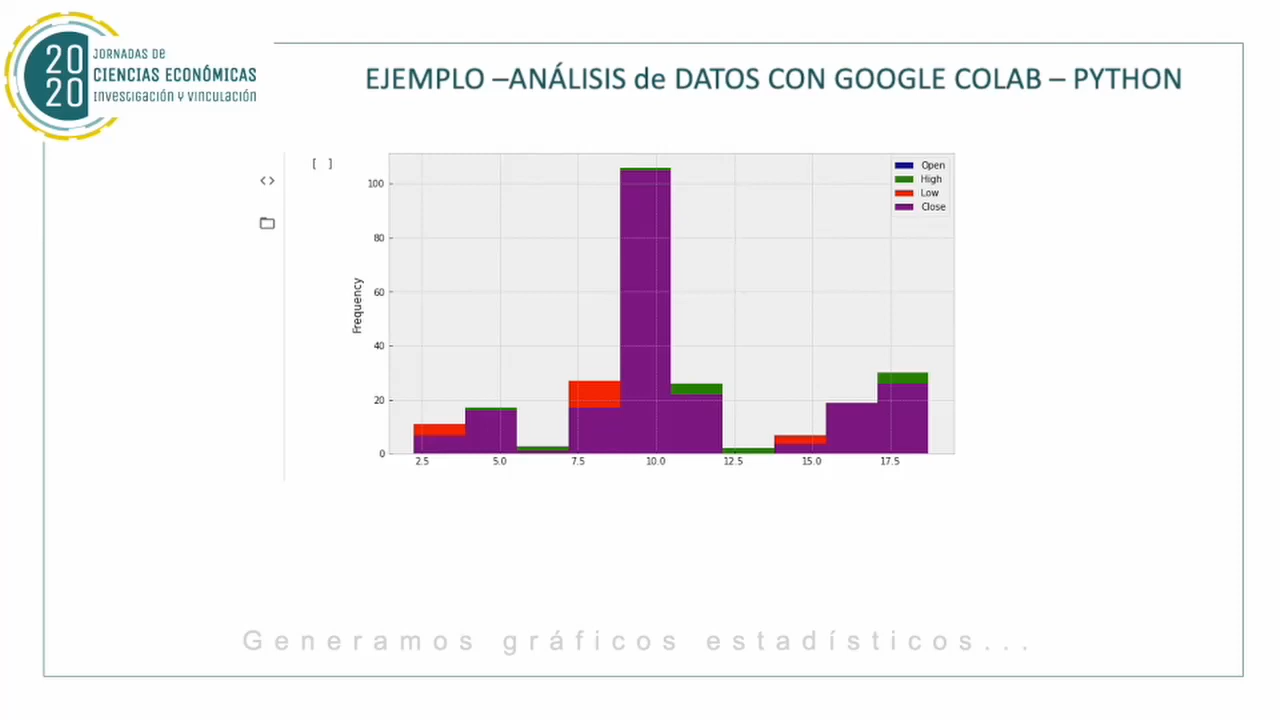 20
20
JORNADAS DE
CIENCIAS ECONÓMICAS
INVESTIGACIÓN Y VINCULACIÓN
EJEMPLO –ANÁLISIS de DATOS CON GOOGLE COLAB – PYTHON
<>
[ ]
Open
High
Low
Close
Frequency
100
80
60
40
20
0
2.5 5.0 7.5 10.0 12.5 15.0 17.5
Generamos gráficos estadísticos...